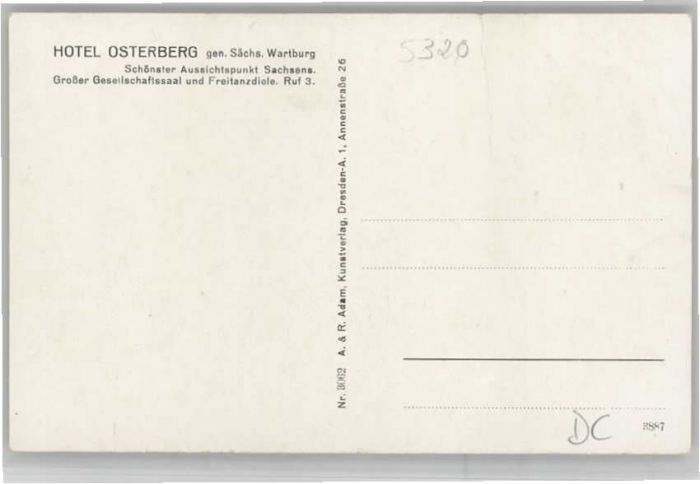 HOTEL OSTERBERG gen. Sächs. Wartburg
Schönster Aussichtspunkt Sachsens.
Großer Gesellschaftssaal und Freitanzdiele. Ruf 3.
Nr. 3062 A. & R. Adam, Kunstverlag, Dresden-A. 1, Annenstraße 26
5320
DC
3887